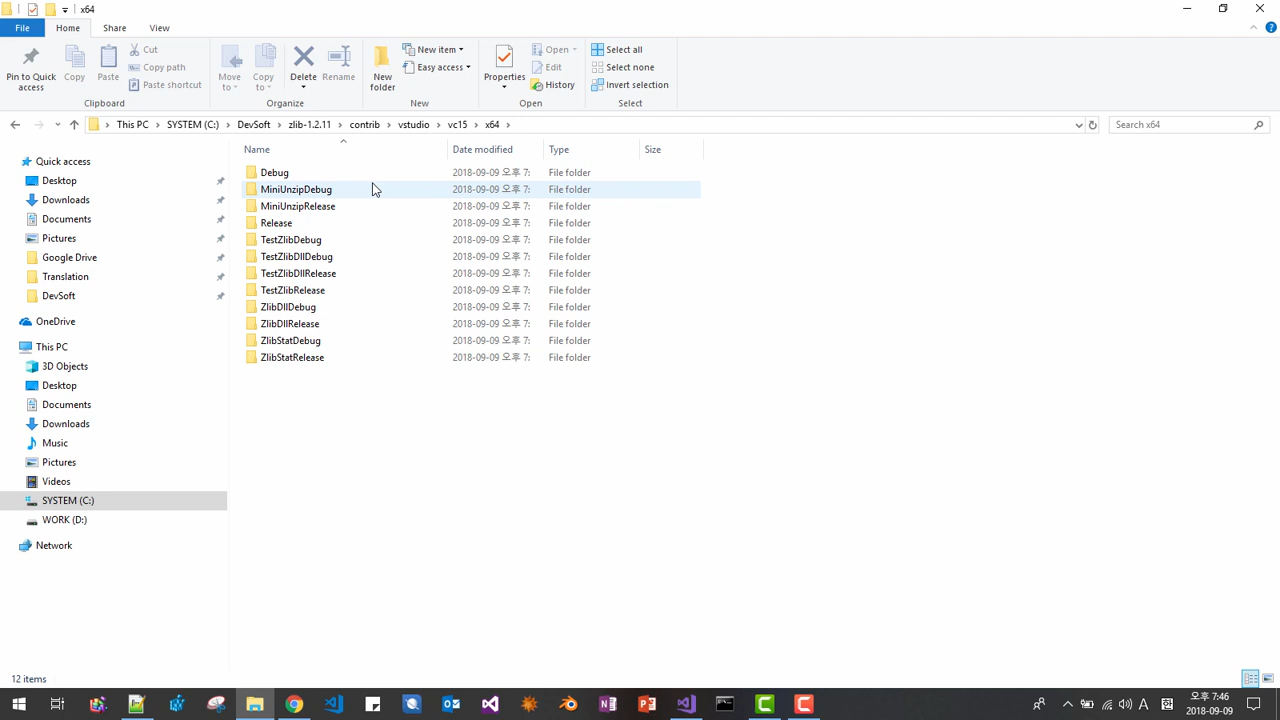 x64
File Home Share View
Pin to Quick access
Copy
Paste
Cut
Copy path
Paste shortcut
Clipboard
Move to
Copy to
Delete
Rename
Organize
New folder
New item
Easy access
New
Properties
Open
Edit
History
Open
Select all
Select none
Invert selection
Select
This PC SYSTEM (C:) DevSoft zlib-1.2.11 contrib vstudio vc15 x64
Search x64
Quick access
Desktop
Downloads
Documents
Pictures
Google Drive
Translation
DevSoft
OneDrive
This PC
3D Objects
Desktop
Documents
Downloads
Music
Pictures
Videos
SYSTEM (C:)
WORK (D:)
Network
Name Date modified Type Size
Debug 2018-09-09 오후 7: File folder
MiniUnzipDebug 2018-09-09 오후 7: File folder
MiniUnzipRelease 2018-09-09 오후 7: File folder
Release 2018-09-09 오후 7: File folder
TestZlibDebug 2018-09-09 오후 7: File folder
TestZlibDllDebug 2018-09-09 오후 7: File folder
TestZlibDllRelease 2018-09-09 오후 7: File folder
TestZlibRelease 2018-09-09 오후 7: File folder
ZlibDllDebug 2018-09-09 오후 7: File folder
ZlibDllRelease 2018-09-09 오후 7: File folder
ZlibStatDebug 2018-09-09 오후 7: File folder
ZlibStatRelease 2018-09-09 오후 7: File folder
12 items
A
오후 7:46
2018-09-09